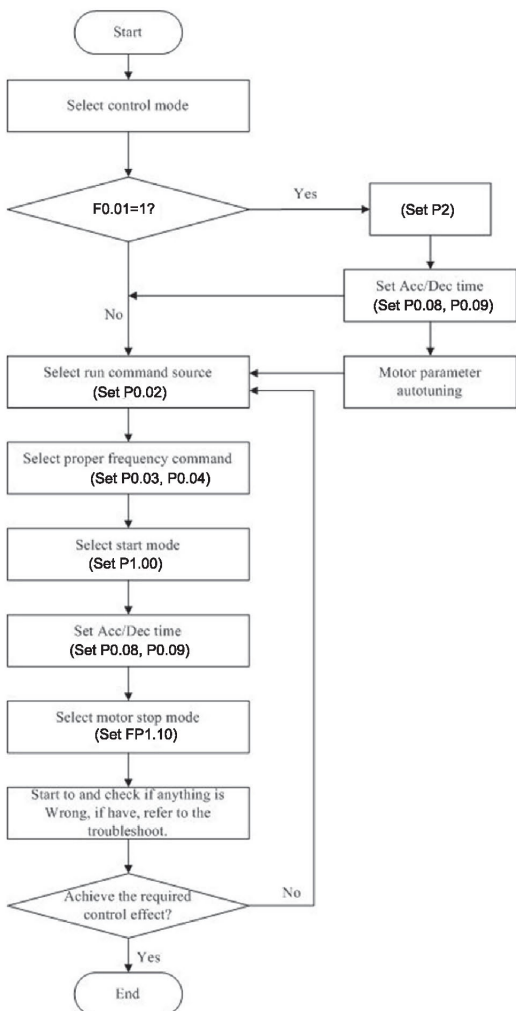 Start
Select control mode
F0.01=1?
Yes
(Set P2)
Set Acc/Dec time
(Set P0.08, P0.09)
No
Select run command source
(Set P0.02)
Motor parameter
autotuning
Select proper frequency command
(Set P0.03, P0.04)
Select start mode
(Set P1.00)
Set Acc/Dec time
(Set P0.08, P0.09)
Select motor stop mode
(Set FP1.10)
Start to and check if anything is
Wrong, if have, refer to the
troubleshoot.
Achieve the required
control effect?
No
Yes
End